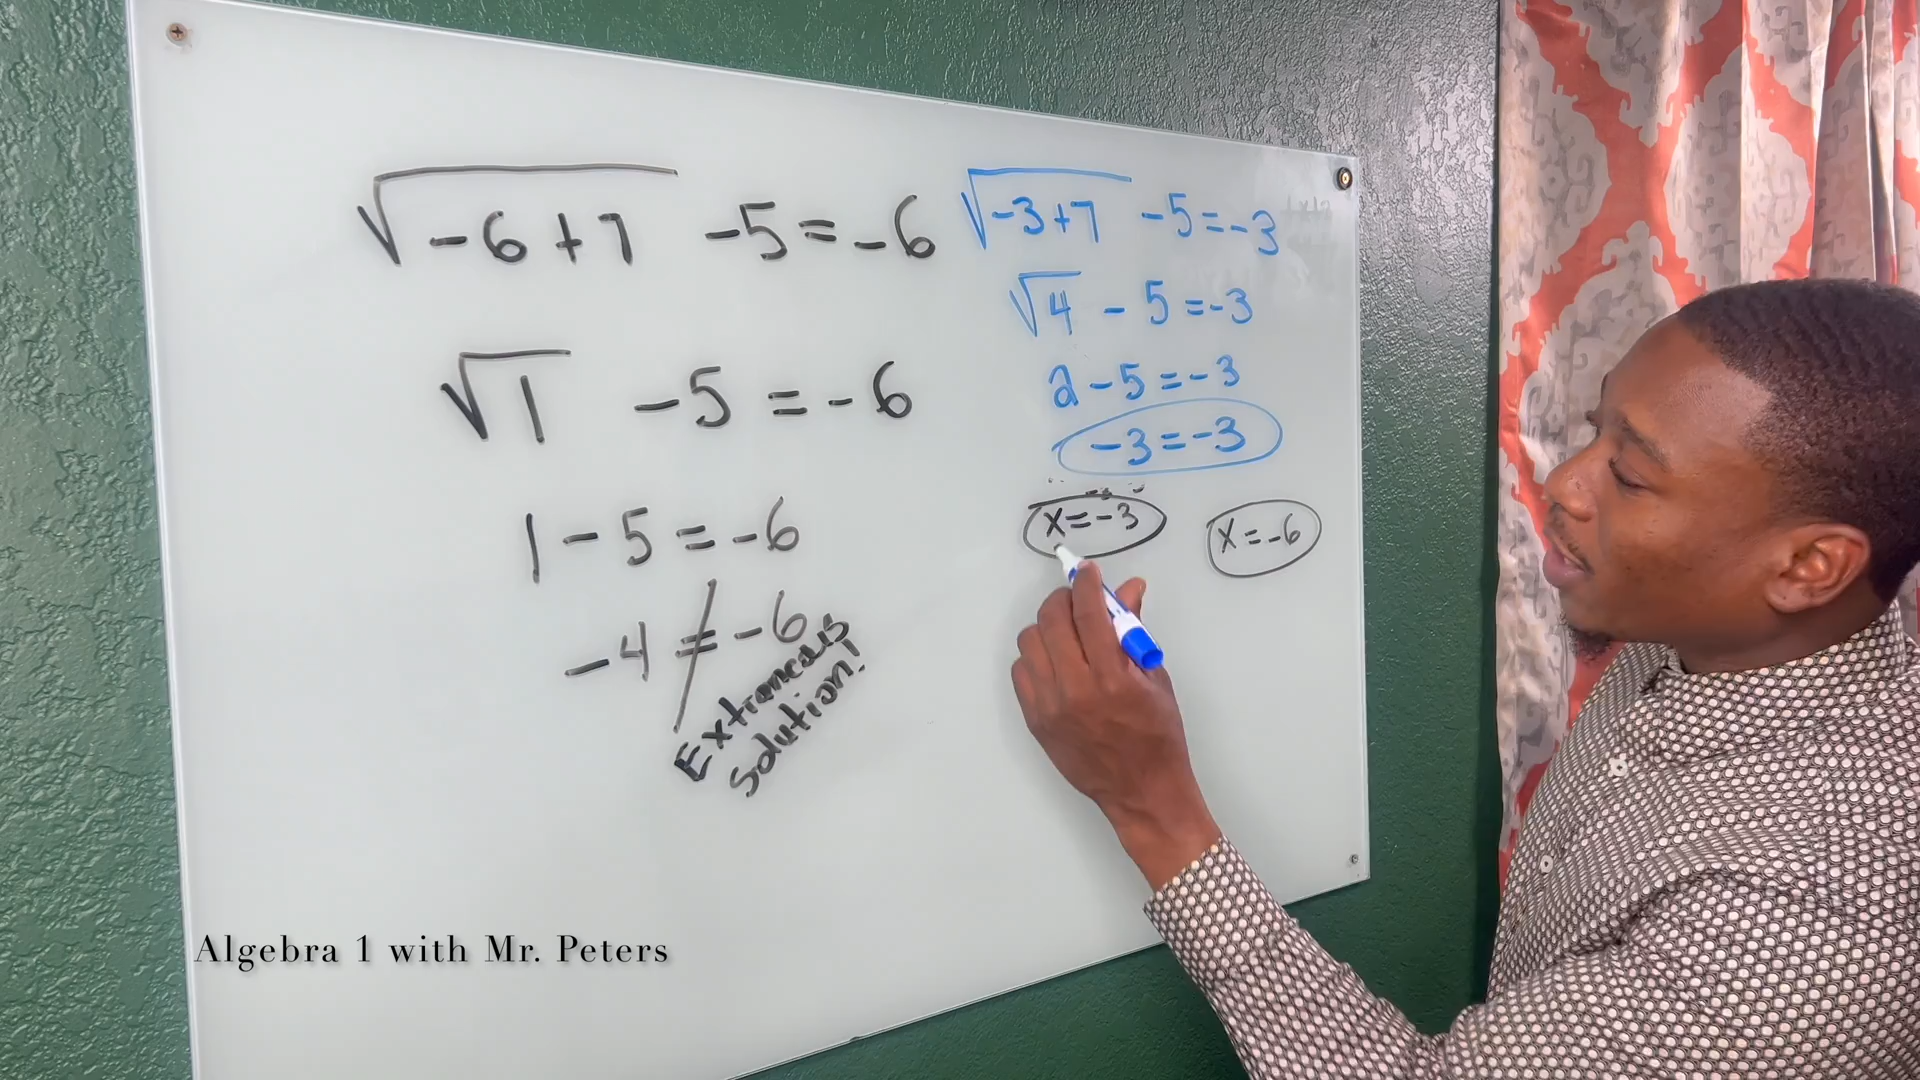 √-6+7 -5=-6
√1 -5=-6
1-5=-6
-4≠-6
Extraneous
solution!
√-3+7 -5=-3
√4 -5=-3
2-5=-3
-3=-3
x=-3
x=-6
Algebra 1 with Mr. Peters